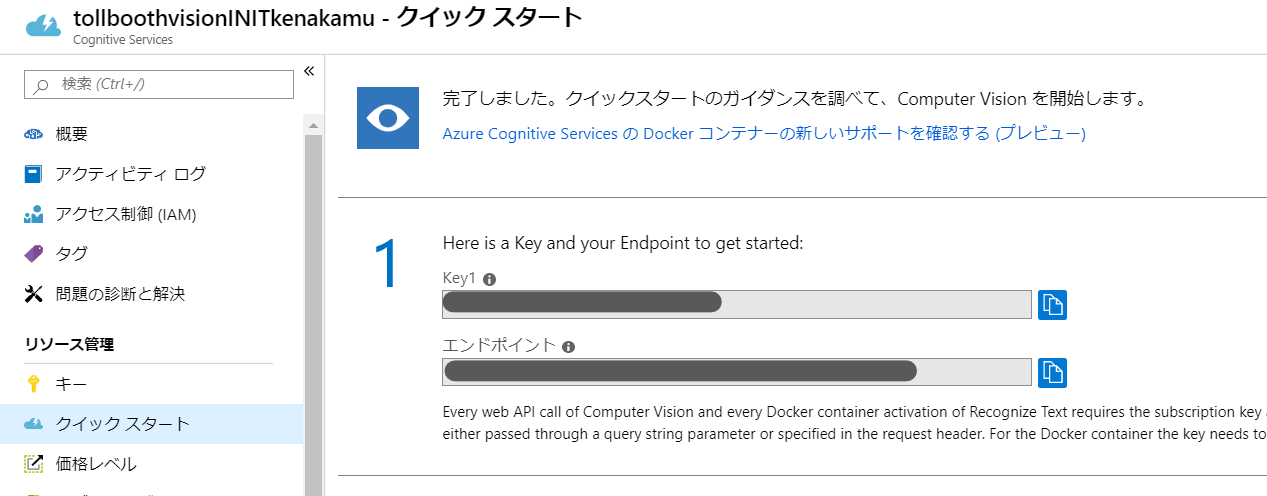 tollboothvisionINITkenakamu - クイック スタート
Cognitive Services
検索 (Ctrl+/)
«
概要
アクティビティ ログ
アクセス制御 (IAM)
タグ
問題の診断と解決
リソース管理
キー
クイック スタート
価格レベル
完了しました。クイックスタートのガイダンスを調べて、Computer Vision を開始します。
Azure Cognitive Services の Docker コンテナーの新しいサポートを確認する (プレビュー)
1
Here is a Key and your Endpoint to get started:
Key1
エンドポイント
Every web API call of Computer Vision and every Docker container activation of Recognize Text requires the subscription key
either passed through a query string parameter or specified in the request header. For the Docker container the key needs to